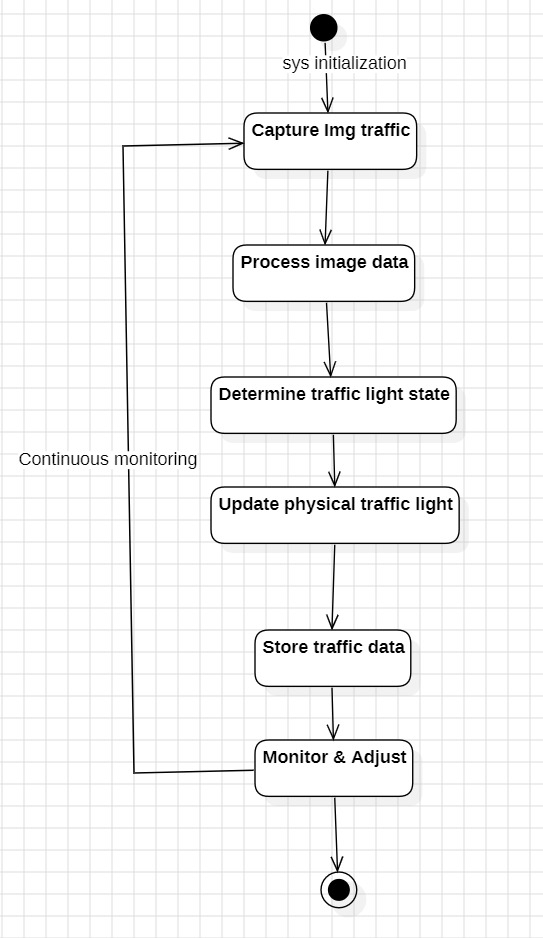 sys initialization
Capture Img traffic
Process image data
Determine traffic light state
Continuous monitoring
Update physical traffic light
Store traffic data
Monitor & Adjust